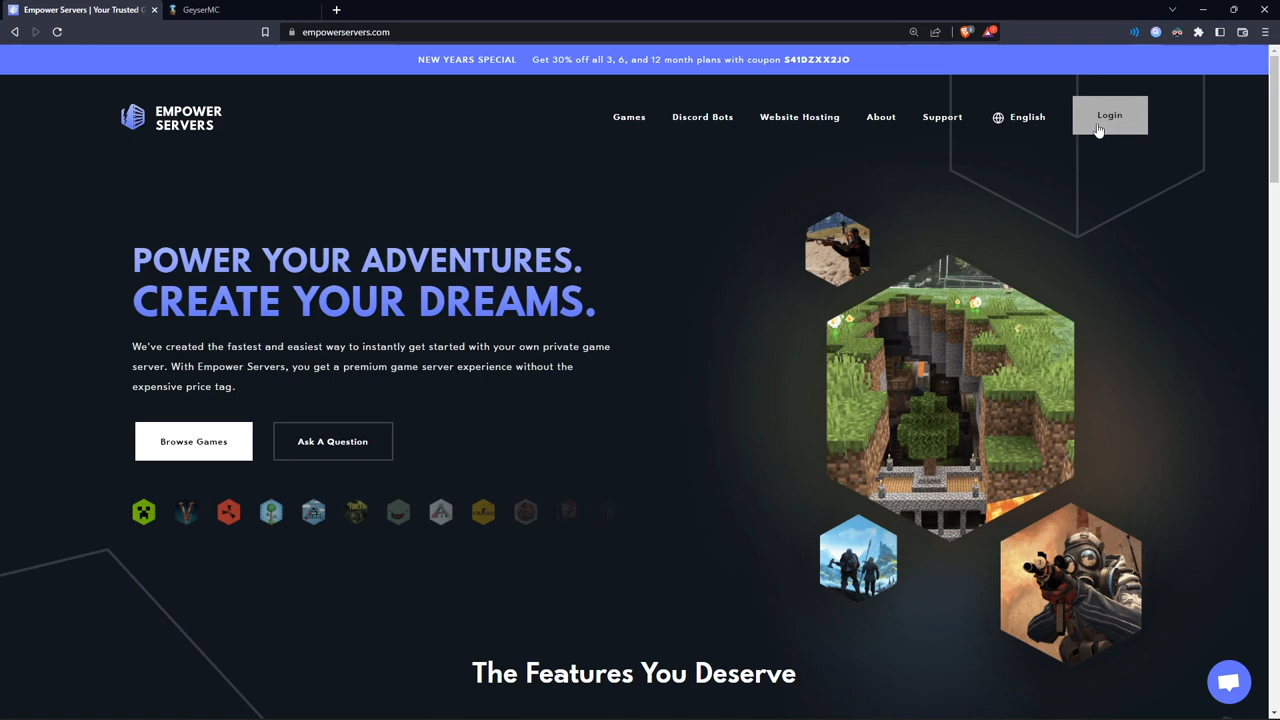 Empower Servers | Your Trusted G
GeyserMC
empowerservers.com
NEW YEARS SPECIAL Get 30% off all 3, 6, and 12 month plans with coupon S41DZXX2JO
EMPOWER
SERVERS
Games Discord Bots Website Hosting About Support English Login
POWER YOUR ADVENTURES.
CREATE YOUR DREAMS.
We've created the fastest and easiest way to instantly get started with your own private game
server. With Empower Servers, you get a premium game server experience without the
expensive price tag.
Browse Games Ask A Question
The Features You Deserve